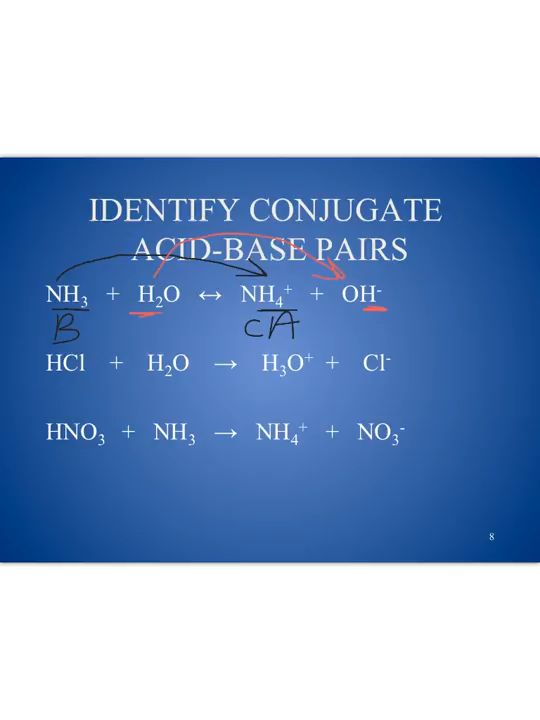 IDENTIFY CONJUGATE
ACID-BASE PAIRS
NH₃ + H₂O ↔ NH₄⁺ + OH⁻
B CA
HCl + H₂O → H₃O⁺ + Cl⁻
HNO₃ + NH₃ → NH₄⁺ + NO₃⁻
8